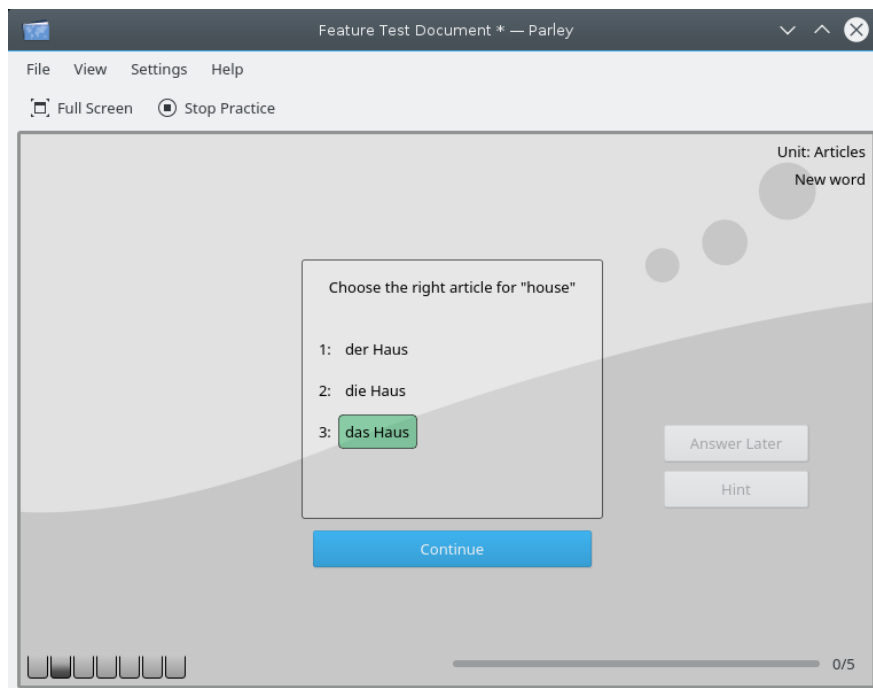 Feature Test Document * — Parley
File View Settings Help
Full Screen Stop Practice
Unit: Articles
New word
Choose the right article for "house"
1: der Haus
2: die Haus
3: das Haus
Answer Later
Hint
Continue
0/5